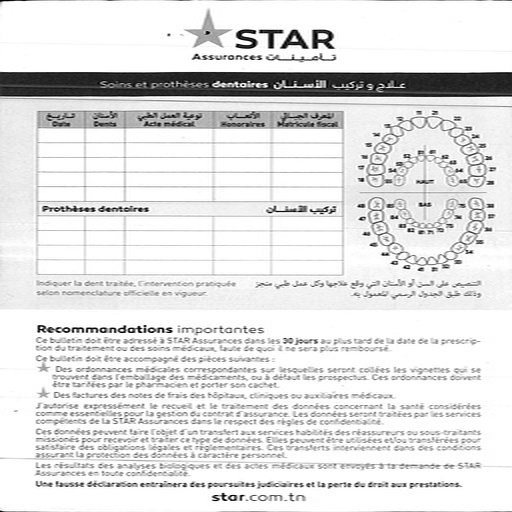 STAR
Assurances تـأمينـات
Soins et prothèses dentaires علاج و تركيب الأسنان
تاريخ الأسنان نوعية العمل الطبي الأتعاب المعرف الجبائي
Date Dents Acte médical Honoraires Matricule fiscal
Prothèses dentaires تركيب الأسنان
HAUT
BAS
Indiquer la dent traitée, l'intervention pratiquée
selon nomenclature officielle en vigueur.
التنصيص على السن أو الأسنان التي وقع علاجها وكل عمل طبي منجز
وذلك طبق الجدول الرسمي المعمول به.
Recommandations importantes
Ce bulletin doit être adressé à STAR Assurances dans les 30 jours au plus tard de la date de la prescrip-
tion du traitement ou des soins médicaux, faute de quoi il ne sera plus remboursé.
Ce bulletin doit être accompagné des pièces suivantes :
Des ordonnances médicales correspondantes sur lesquelles seront collées les vignettes qui se
trouvent dans l'emballage des médicaments, ou à défaut les prospectus. Ces ordonnances doivent
être tarifées par le pharmacien et porter son cachet.
Des factures des notes de frais des hôpitaux, cliniques ou auxiliaires médicaux.
J'autorise expressément le recueil et le traitement des données concernant la santé considérées
comme essentielles pour la gestion du contrat d'assurance. Les données seront traitées par les services
compétents de la STAR Assurances dans le respect des règles de confidentialité.
Ces données peuvent faire l'objet d'un transfert aux services habilités des réassureurs ou sous-traitants
missionés pour recevoir et traiter ce type de données. Elles peuvent être utilisées et/ou transférées pour
satisfaire des obligations légales et réglementaires. Ces transferts interviennent dans des conditions
assurant la protection des données à caractère personnel.
Les résultats des analyses biologiques et des actes médicaux sont envoyés à la demande de STAR
Assurances en toute confidentialité.
Une fausse déclaration entraînera des poursuites judiciaires et la perte du droit aux prestations.
star.com.tn